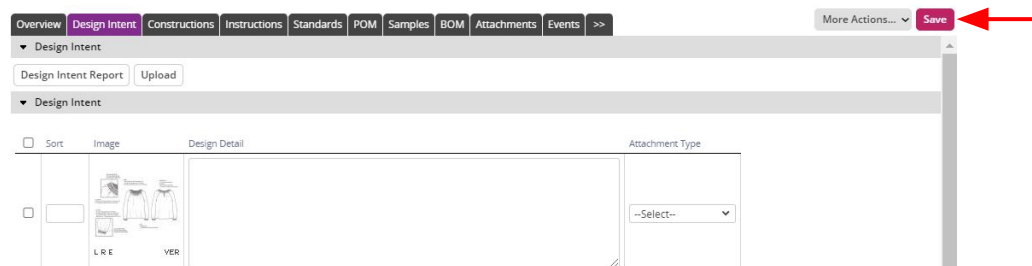 Overview Design Intent Constructions Instructions Standards POM Samples BOM Attachments Events >> More Actions... Save
Design Intent
Design Intent Report Upload
Design Intent
Sort Image Design Detail Attachment Type
--Select--
L R E VER